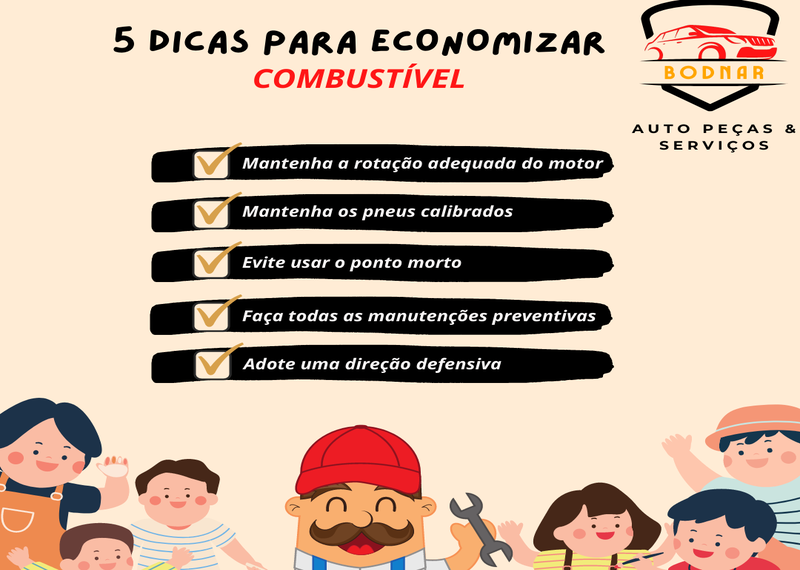 5 DICAS PARA ECONOMIZAR
COMBUSTÍVEL
BODNAR
AUTO PEÇAS &
SERVIÇOS
Mantenha a rotação adequada do motor
Mantenha os pneus calibrados
Evite usar o ponto morto
Faça todas as manutenções preventivas
Adote uma direção defensiva